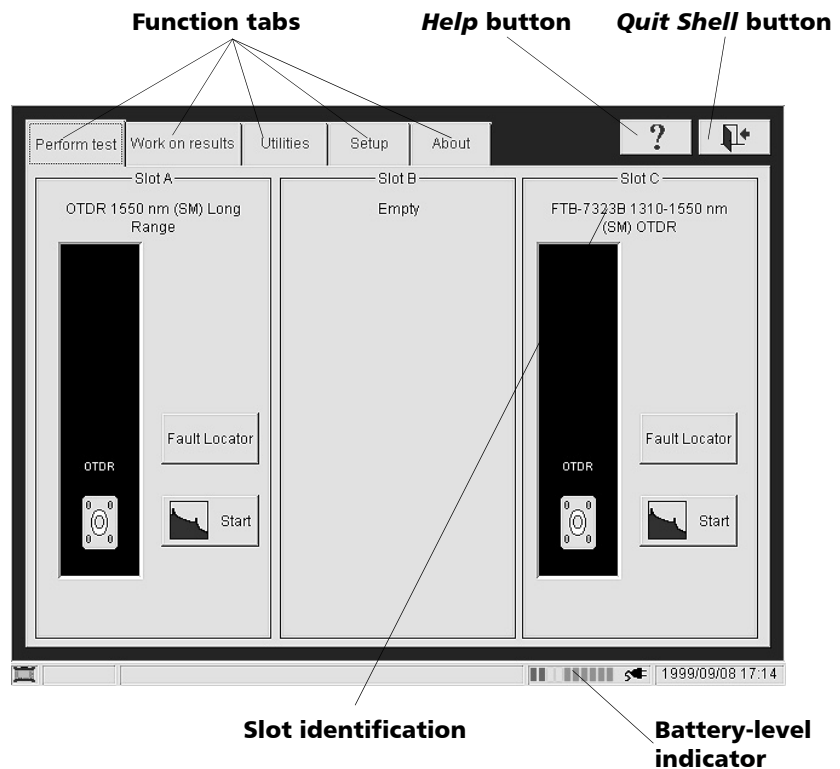 Function tabs
Help button
Quit Shell button
Perform test
Work on results
Utilities
Setup
About
?
Slot A
OTDR 1550 nm (SM) Long
Range
OTDR
Fault Locator
Start
Slot B
Empty
Slot C
FTB-7323B 1310-1550 nm
(SM) OTDR
OTDR
Fault Locator
Start
1999/09/08 17:14
Slot identification
Battery-level
indicator